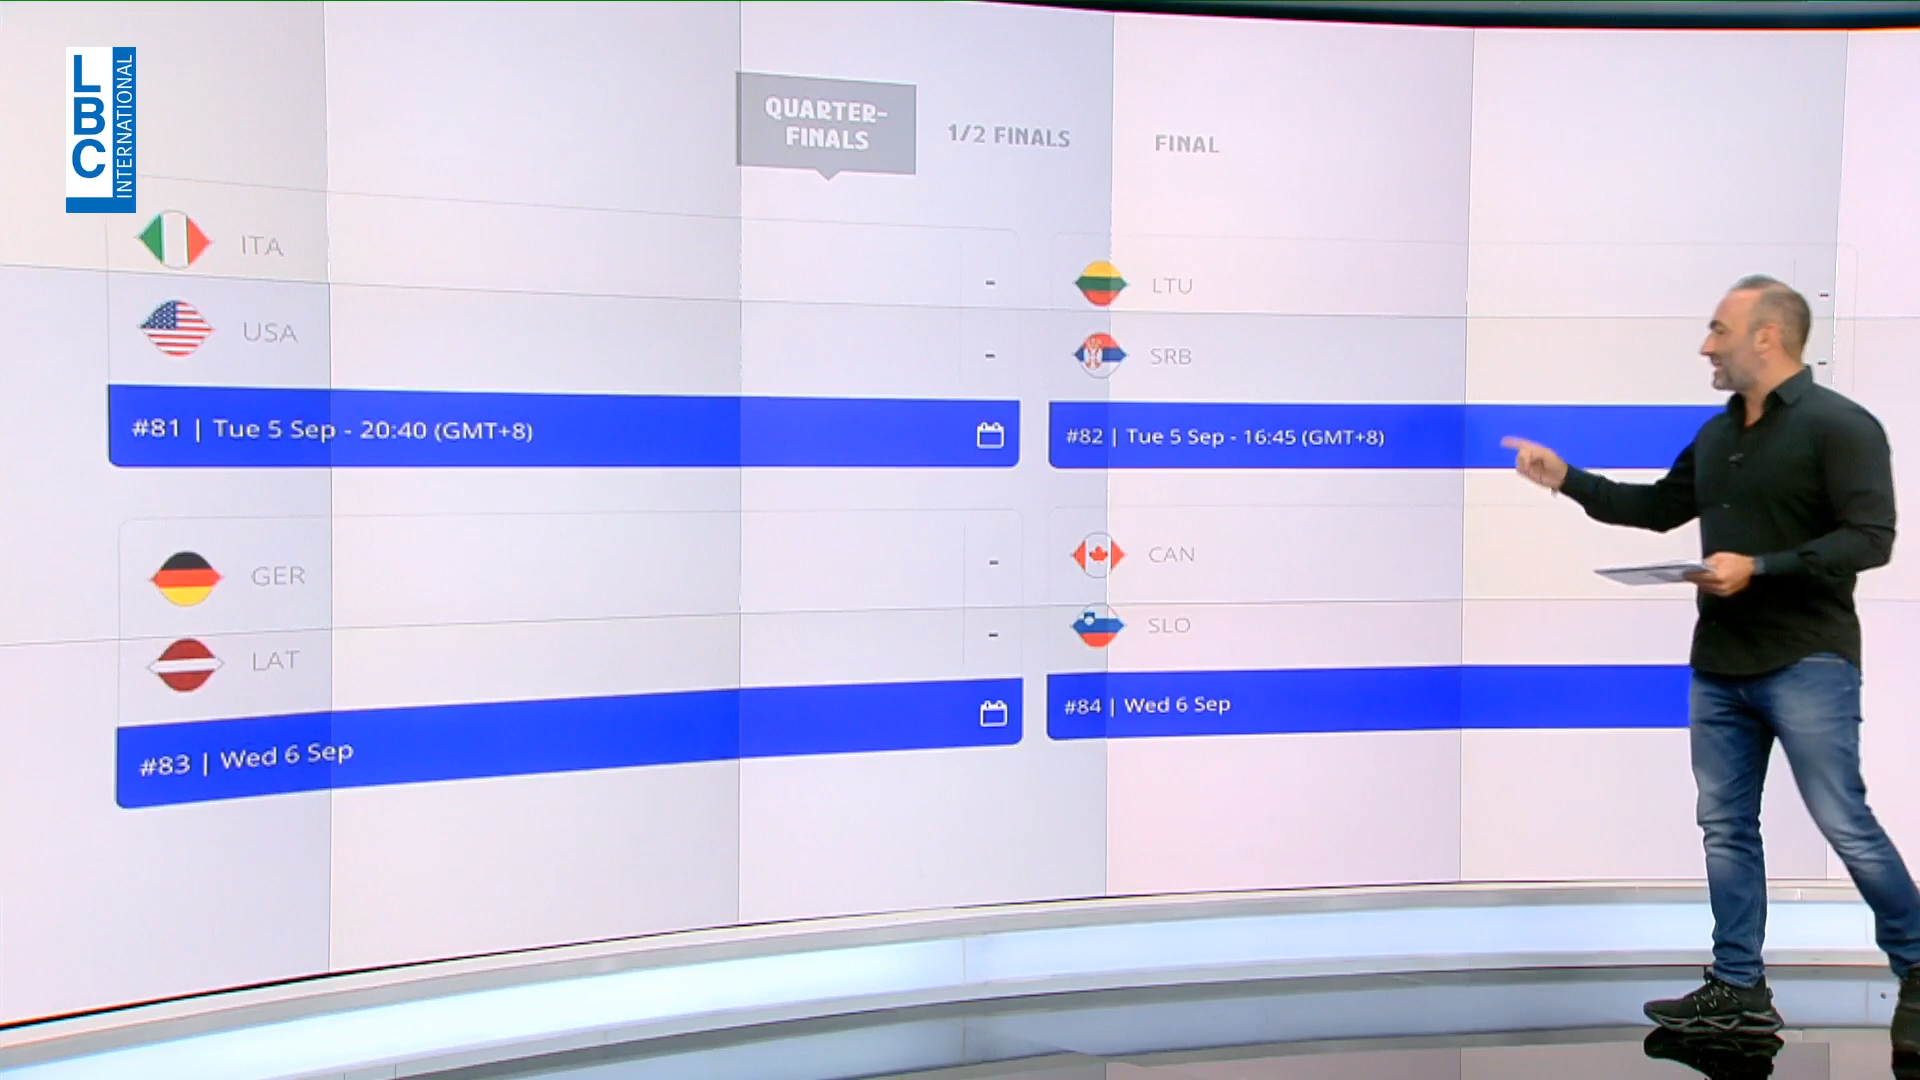 LBC
INTERNATIONAL
QUARTER-
FINALS
1/2 FINALS
FINAL
ITA
-
USA
-
#81 | Tue 5 Sep - 20:40 (GMT+8)
LTU
-
SRB
-
#82 | Tue 5 Sep - 16:45 (GMT+8)
GER
-
LAT
-
#83 | Wed 6 Sep
CAN
SLO
#84 | Wed 6 Sep